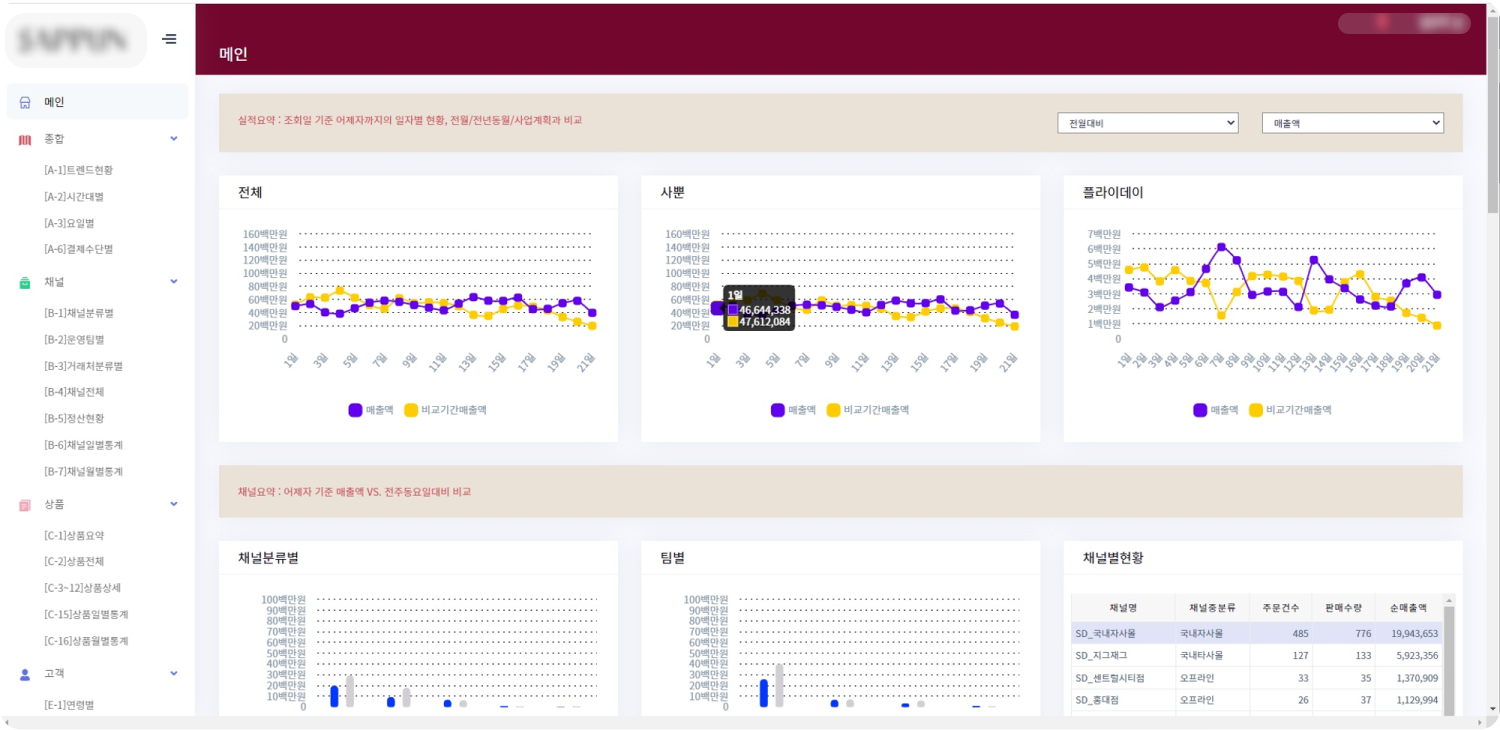 메인
메인
종합
[A-1]트렌드현황
[A-2]시간대별
[A-3]요일별
[A-6]결제수단별
채널
[B-1]채널분류별
[B-2]운영팀별
[B-3]거래처분류별
[B-4]채널전체
[B-5]정산현황
[B-6]채널일별통계
[B-7]채널월별통계
상품
[C-1]상품요약
[C-2]상품전체
[C-3~12]상품상세
[C-15]상품일별통계
[C-16]상품월별통계
고객
[E-1]연령별
실적요약 : 조회일 기준 어제자까지의 일자별 현황, 전월/전년동월/사업계획과 비교
전월대비
매출액
전체
160백만원
140백만원
120백만원
100백만원
80백만원
60백만원
40백만원
20백만원
0
1일 3일 5일 7일 9일 11일 13일 15일 17일 19일 21일
매출액 비교기간매출액
사뿐
160백만원
140백만원
120백만원
100백만원
80백만원
60백만원
40백만원
20백만원
0
1일
46,644,338
47,612,084
1일 3일 5일 7일 9일 11일 13일 15일 17일 19일 21일
매출액 비교기간매출액
플라이데이
7백만원
6백만원
5백만원
4백만원
3백만원
2백만원
1백만원
0
1일 2일 3일 4일 5일 6일 7일 8일 9일 10일 11일 12일 13일 14일 15일 16일 17일 18일 19일 20일 21일
매출액 비교기간매출액
채널요약 : 어제자 기준 매출액 VS. 전주동요일대비 비교
채널분류별
100백만원
90백만원
80백만원
70백만원
60백만원
50백만원
40백만원
30백만원
20백만원
10백만원
0
팀별
100백만원
90백만원
80백만원
70백만원
60백만원
50백만원
40백만원
30백만원
20백만원
10백만원
0
채널별현황
채널명 채널중분류 주문건수 판매수량 순매출액
SD_국내자사몰 국내자사몰 485 776 19,943,653
SD_지그재그 국내타사몰 127 133 5,923,356
SD_센트럴시티점 오프라인 33 35 1,370,909
SD_홍대점 오프라인 26 37 1,129,994